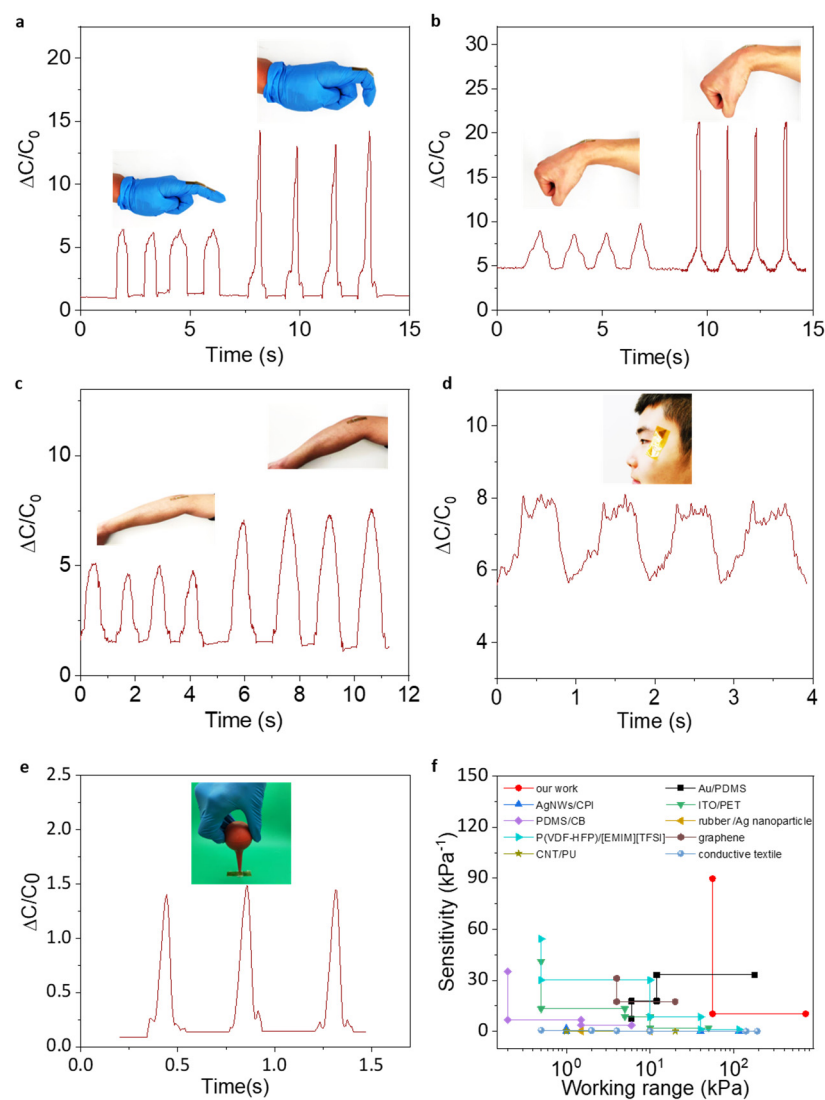 a
20
15
10
5
0
ΔC/C0
0 5 10 15
Time (s)
b
30
25
20
15
10
5
0
ΔC/C0
0 5 10 15
Time(s)
c
10
5
0
ΔC/C0
0 2 4 6 8 10 12
Time (s)
d
10
8
6
4
ΔC/C0
0 1 2 3 4
Time (s)
e
2.5
2.0
1.5
1.0
0.5
0.0
ΔC/C0
0.0 0.5 1.0 1.5
Time(s)
f
150
120
90
60
30
0
Sensitivity (kPa-1)
our work
AgNWs/CPI
PDMS/CB
P(VDF-HFP)/[EMIM][TFSI]
CNT/PU
Au/PDMS
ITO/PET
rubber /Ag nanoparticle
graphene
conductive textile
10^0 10^1 10^2
Working range (kPa)